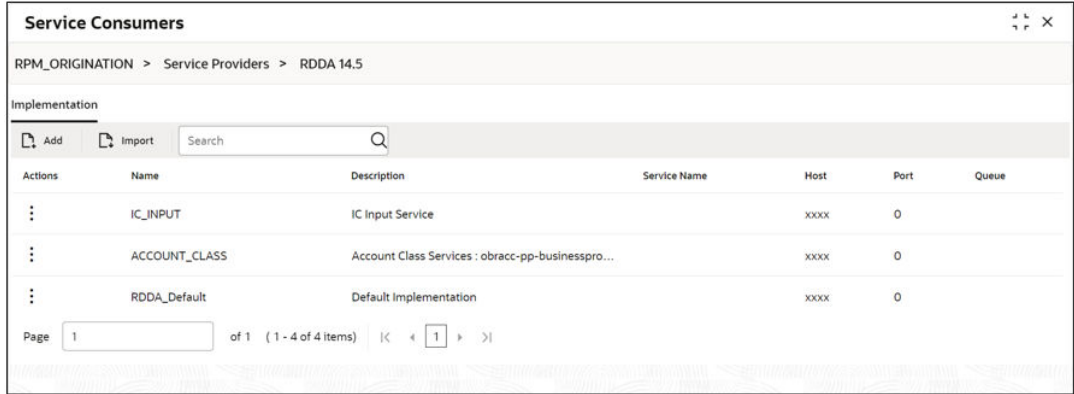 Service Consumers
RPM_ORIGINATION > Service Providers > RDDA 14.5
Implementation
Add Import Search
Actions Name Description Service Name Host Port Queue
IC_INPUT IC Input Service xxxx 0
ACCOUNT_CLASS Account Class Services : obracc-pp-businesspro... xxxx 0
RDDA_Default Default Implementation xxxx 0
Page 1 of 1 ( 1 - 4 of 4 items) 1